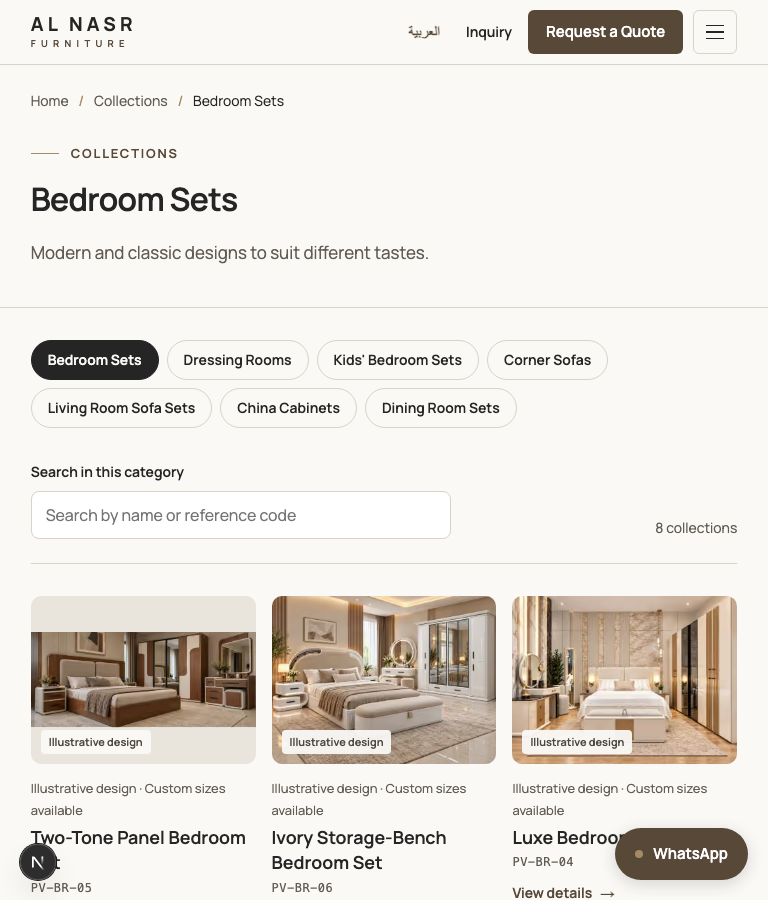 AL NASR
FURNITURE
العربية
Inquiry
Request a Quote
Home / Collections / Bedroom Sets
COLLECTIONS
Bedroom Sets
Modern and classic designs to suit different tastes.
Bedroom Sets
Dressing Rooms
Kids' Bedroom Sets
Corner Sofas
Living Room Sofa Sets
China Cabinets
Dining Room Sets
Search in this category
Search by name or reference code
8 collections
Illustrative design
Illustrative design · Custom sizes
available
Two-Tone Panel Bedroom
PV-BR-05
Illustrative design
Illustrative design · Custom sizes
available
Ivory Storage-Bench
Bedroom Set
PV-BR-06
Illustrative design
Illustrative design · Custom sizes
available
Luxe
PV-BR-04
View details →
N
WhatsApp